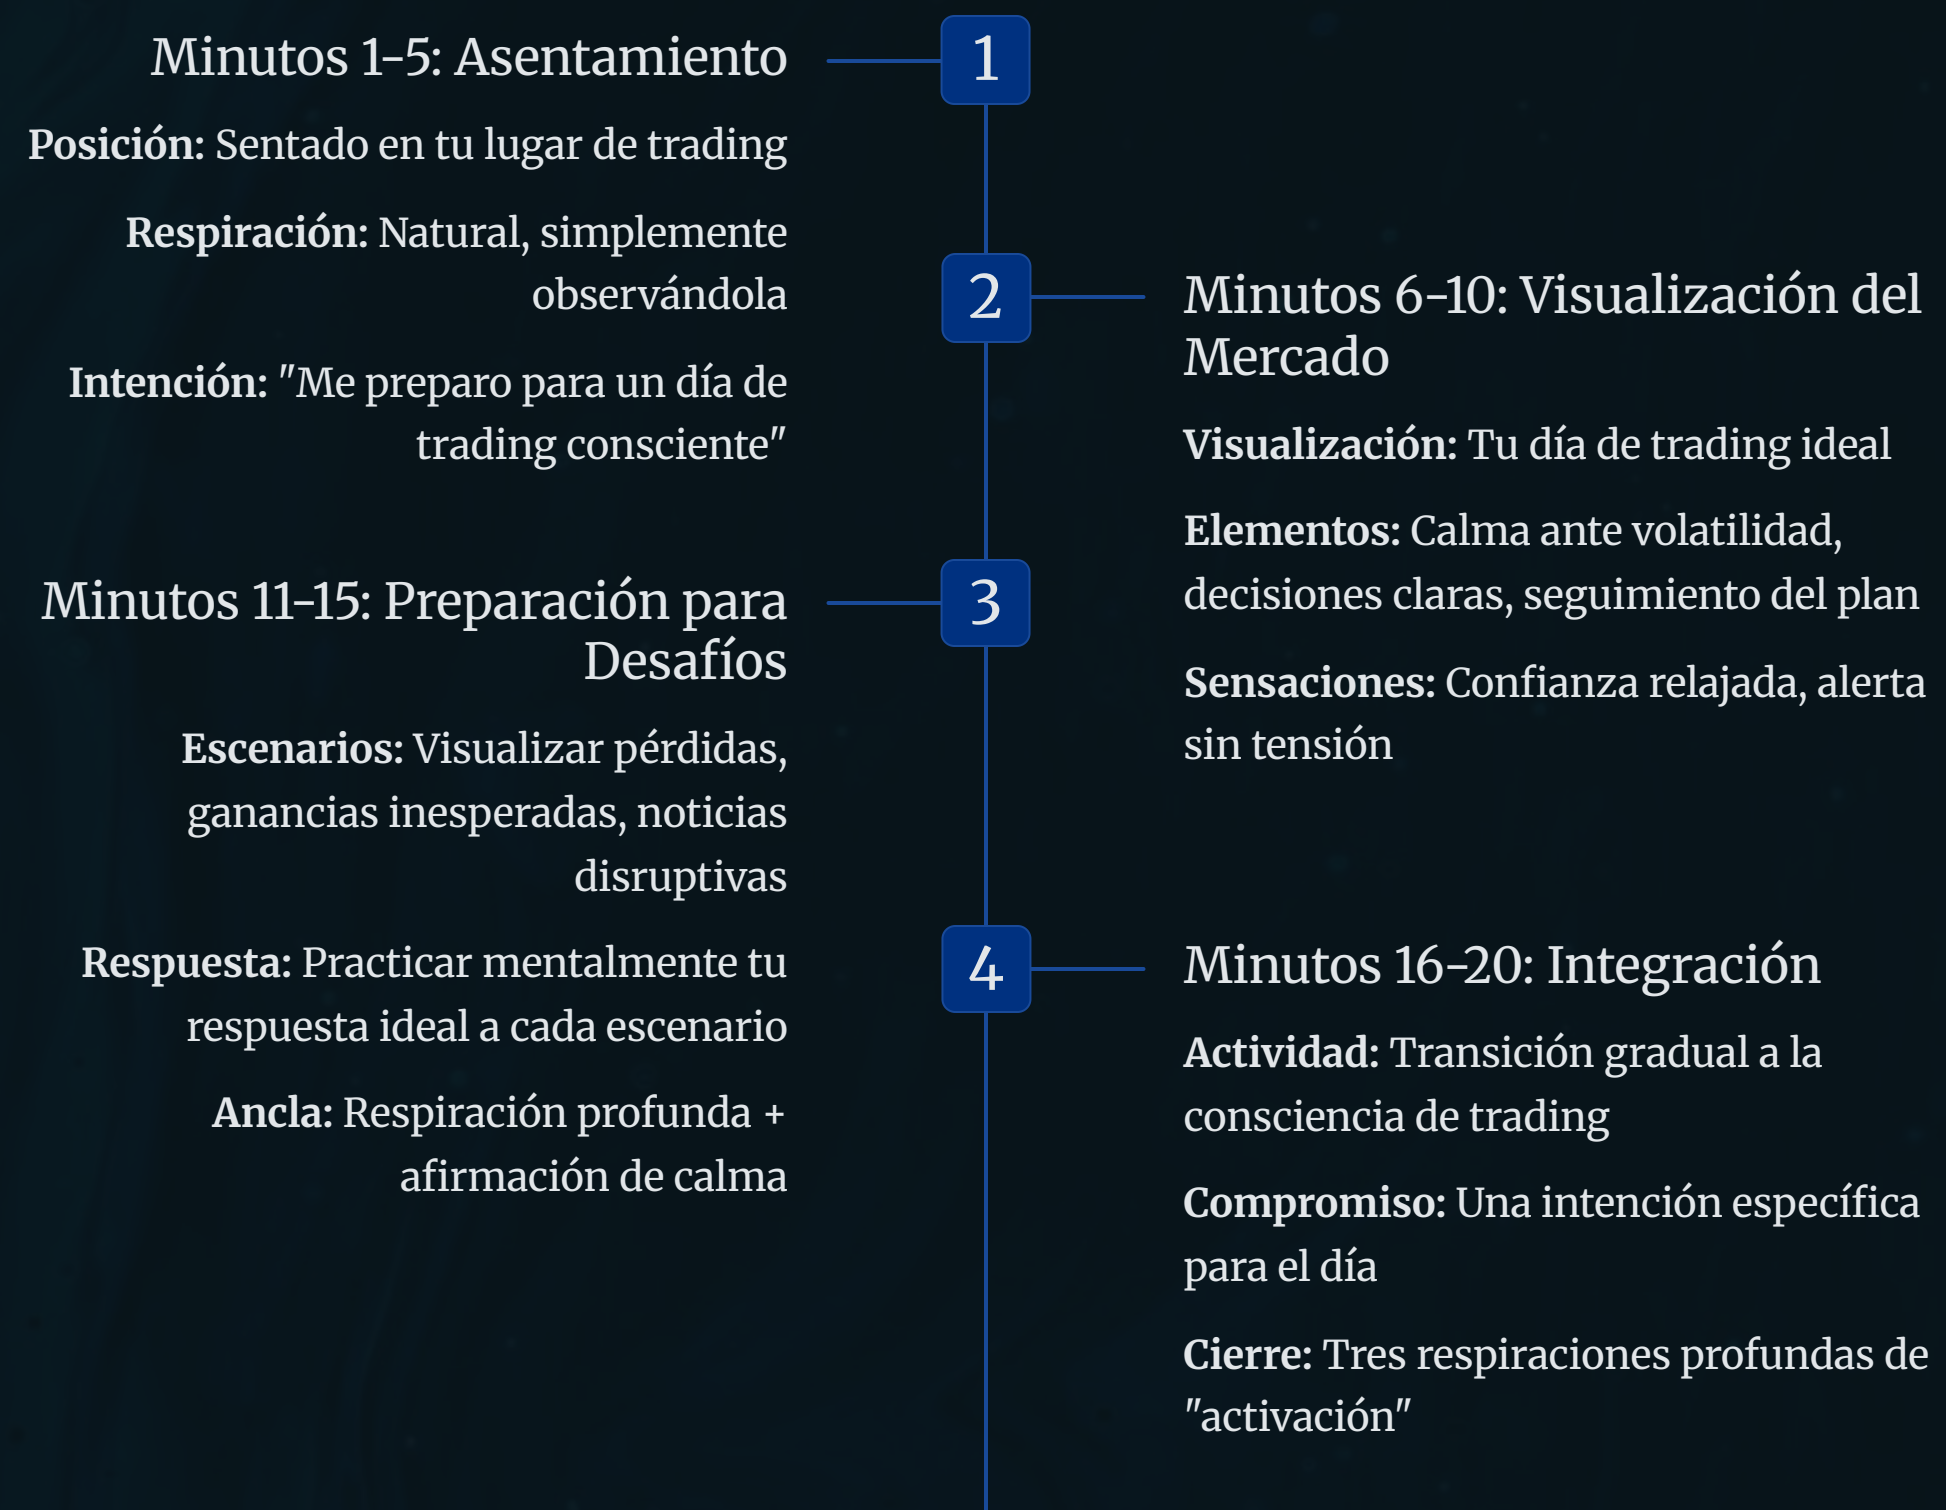 1
Minutos 1-5: Asentamiento
Posición: Sentado en tu lugar de trading
Respiración: Natural, simplemente
observándola
Intención: "Me preparo para un día de
trading consciente"
2
Minutos 6-10: Visualización del
Mercado
Visualización: Tu día de trading ideal
Elementos: Calma ante volatilidad,
decisiones claras, seguimiento del plan
Sensaciones: Confianza relajada, alerta
sin tensión
3
Minutos 11-15: Preparación para
Desafíos
Escenarios: Visualizar pérdidas,
ganancias inesperadas, noticias
disruptivas
Respuesta: Practicar mentalmente tu
respuesta ideal a cada escenario
Ancla: Respiración profunda +
afirmación de calma
4
Minutos 16-20: Integración
Actividad: Transición gradual a la
consciencia de trading
Compromiso: Una intención específica
para el día
Cierre: Tres respiraciones profundas de
"activación"